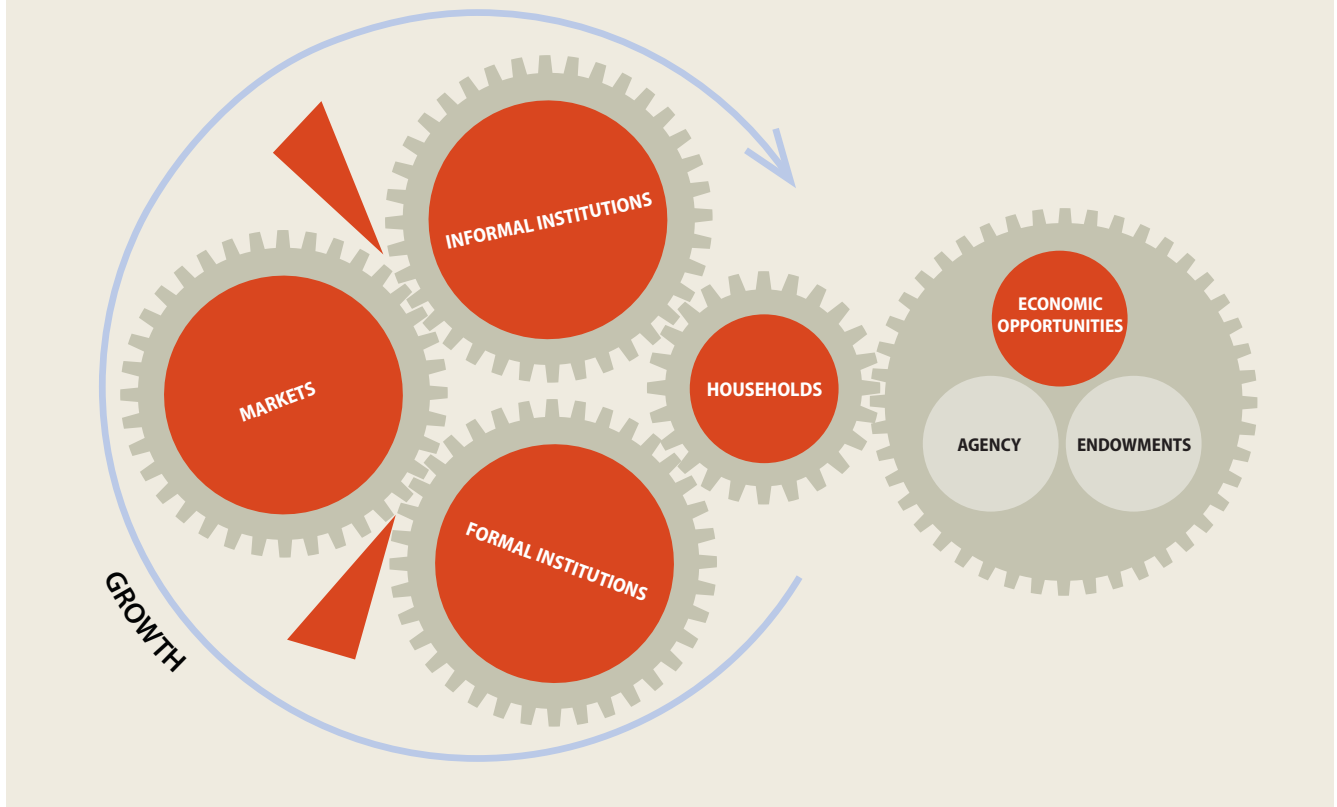 INFORMAL INSTITUTIONS
MARKETS
FORMAL INSTITUTIONS
HOUSEHOLDS
ECONOMIC
OPPORTUNITIES
AGENCY
ENDOWMENTS
GROWTH